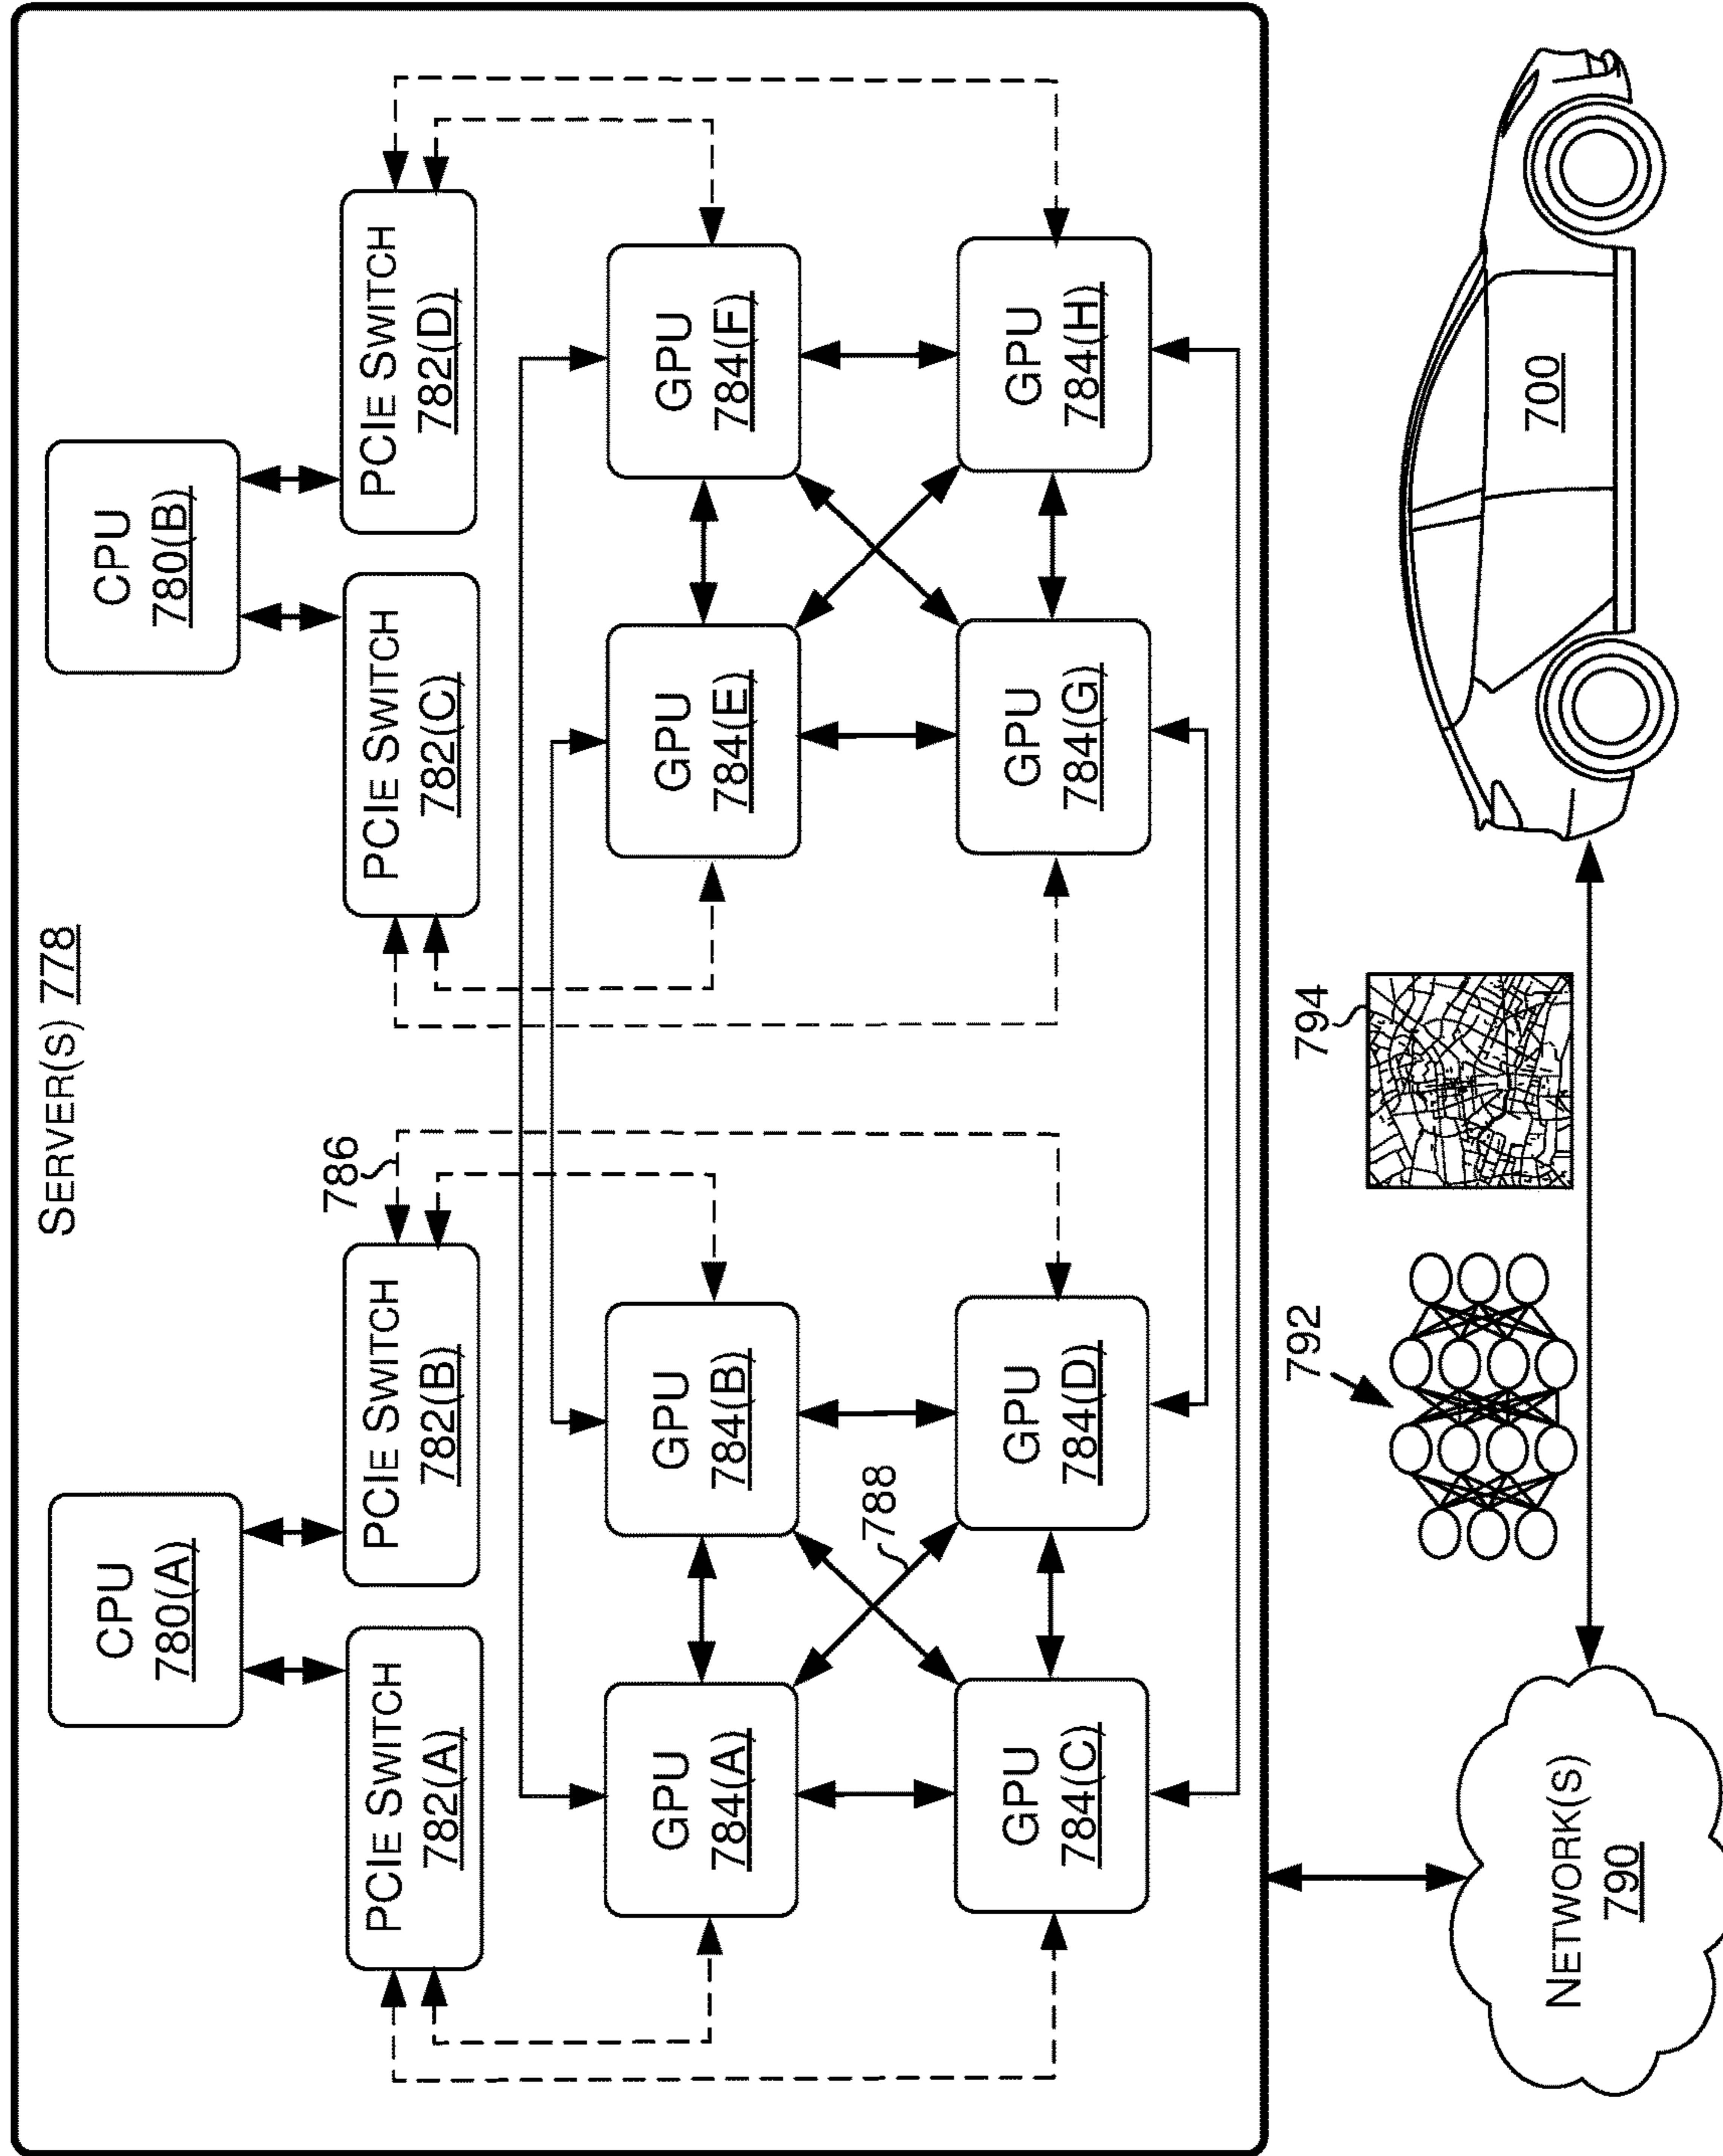 SERVER(S) 778
CPU
780(A)
CPU
780(B)
PCIE SWITCH
782(A)
PCIE SWITCH
782(B)
786
PCIE SWITCH
782(C)
PCIE SWITCH
782(D)
GPU
784(A)
GPU
784(B)
GPU
784(E)
GPU
784(F)
788
GPU
784(C)
GPU
784(D)
GPU
784(G)
GPU
784(H)
NETWORK(S)
790
792
794
700